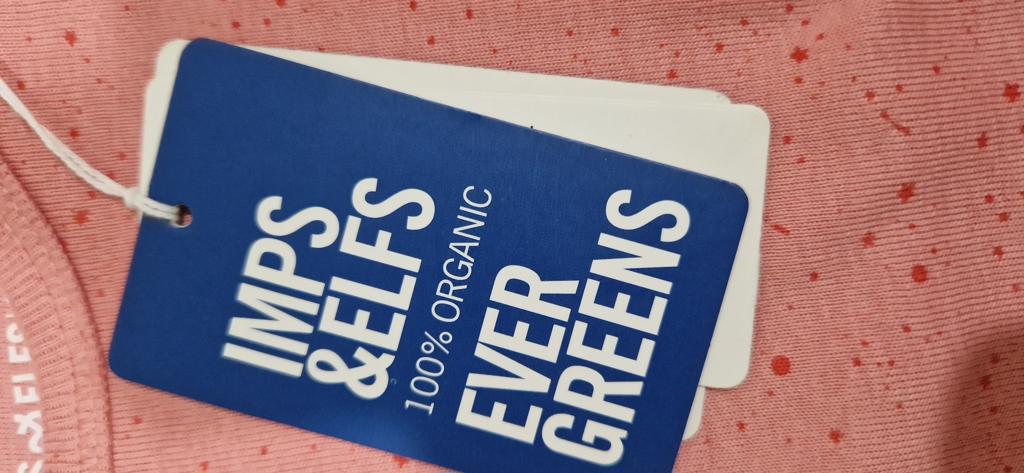 IMPS
&ELFS
100% ORGANIC
EVER
GREENS